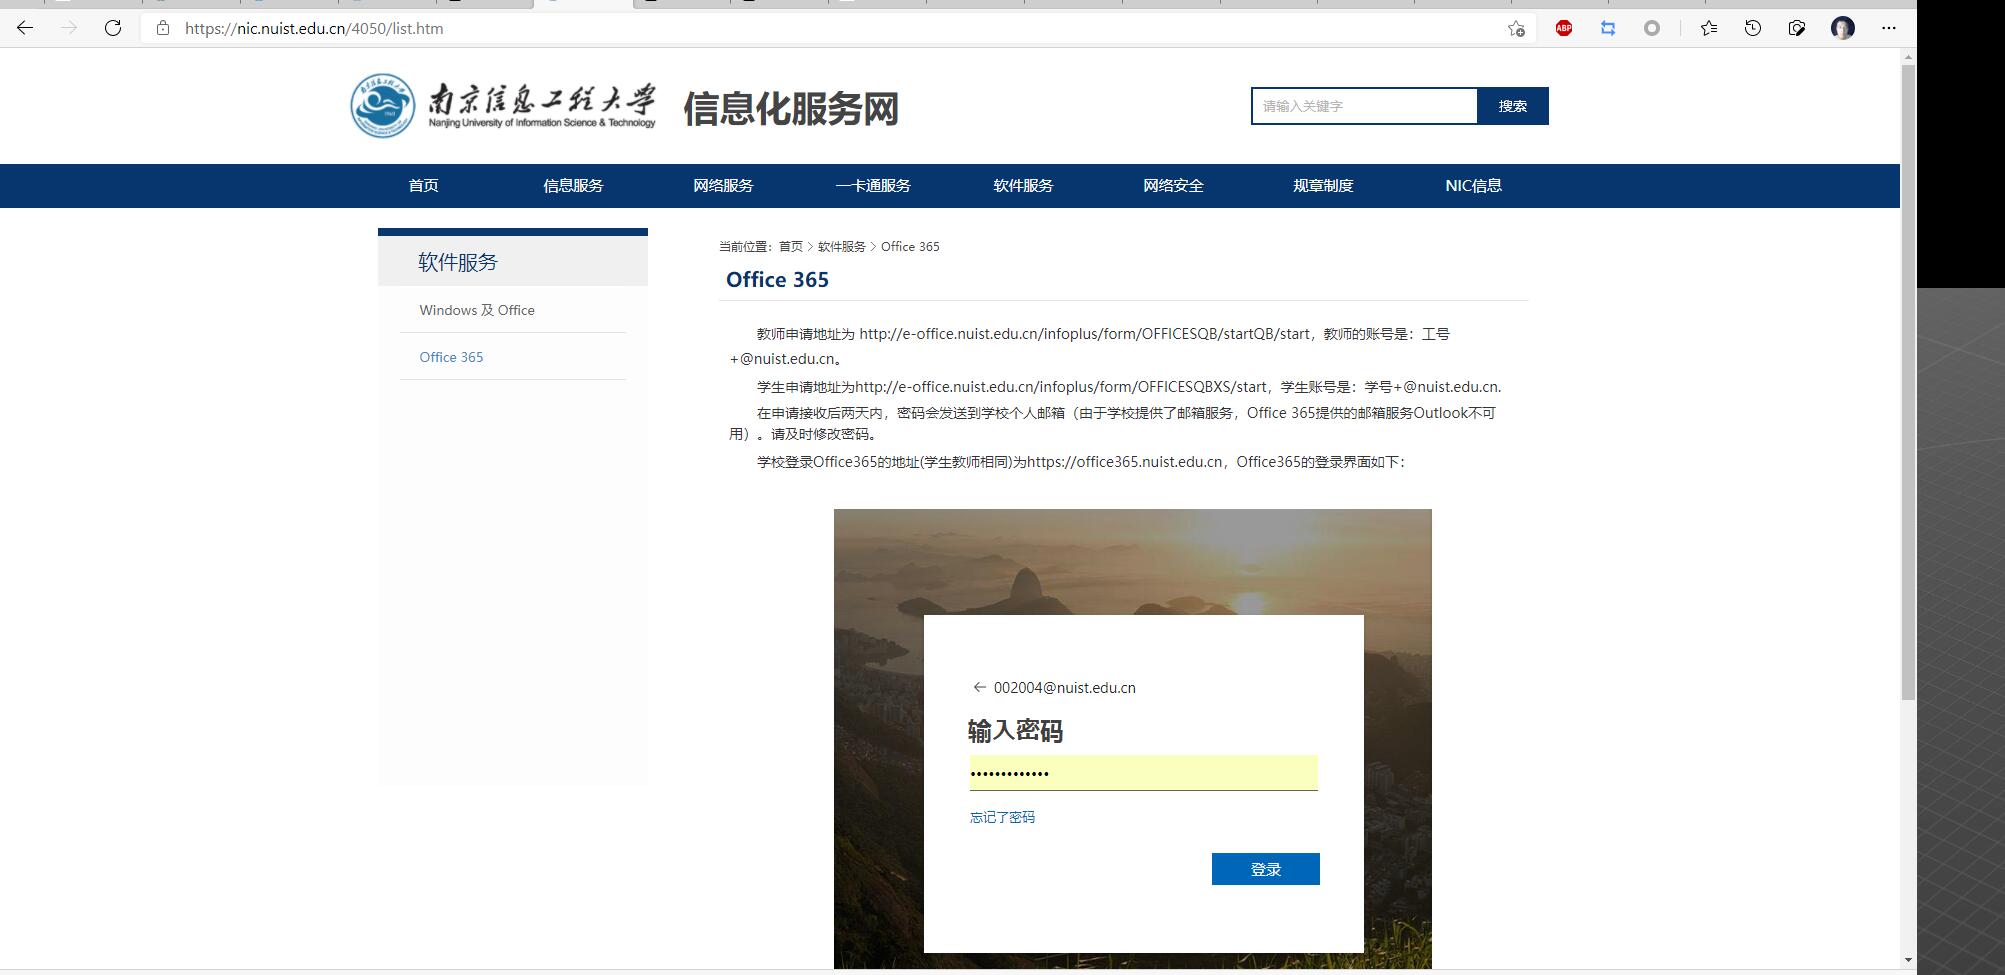 https://nic.nuist.edu.cn/4050/list.htm
ABP
南京信息工程大学
Nanjing University of Information Science & Technology
信息化服务网
请输入关键字
搜索
首页
信息服务
网络服务
一卡通服务
软件服务
网络安全
规章制度
NIC信息
软件服务
Windows 及 Office
Office 365
当前位置：首页 > 软件服务 > Office 365
Office 365
教师申请地址为 http://e-office.nuist.edu.cn/infoplus/form/OFFICESQB/startQB/start，教师的账号是：工号
+@nuist.edu.cn。
学生申请地址为http://e-office.nuist.edu.cn/infoplus/form/OFFICESQBXS/start，学生账号是：学号+@nuist.edu.cn.
在申请接收后两天内，密码会发送到学校个人邮箱（由于学校提供了邮箱服务，Office 365提供的邮箱服务Outlook不可
用）。请及时修改密码。
学校登录Office365的地址(学生教师相同)为https://office365.nuist.edu.cn，Office365的登录界面如下：
← 002004@nuist.edu.cn
输入密码
•••••••••••••
忘记了密码
登录